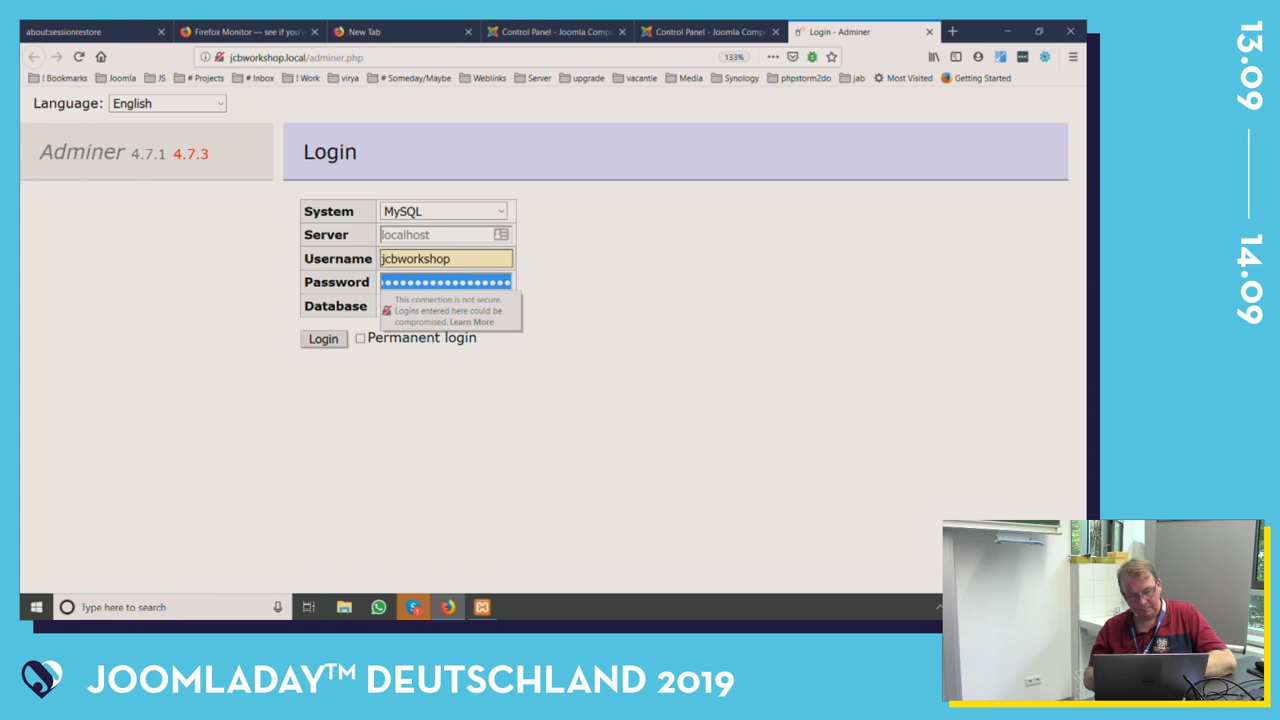 about:sessionrestore
Firefox Monitor — see if you'v
New Tab
Control Panel - Joomla Compo
Control Panel - Joomla Compo
Login - Adminer
jcbworkshop.local/adminer.php
133%
! Bookmarks
Joomla
JS
# Projects
# Inbox
! Work
virya
# Someday/Maybe
Weblinks
Server
upgrade
vacantie
Media
Synology
phpstorm2do
jab
Most Visited
Getting Started
Language: English
Adminer 4.7.1 4.7.3
Login
System MySQL
Server localhost
Username jcbworkshop
Password
This connection is not secure.
Logins entered here could be
compromised. Learn More
Database
Login Permanent login
Type here to search
13.09
14.09
JOOMLADAY™ DEUTSCHLAND 2019